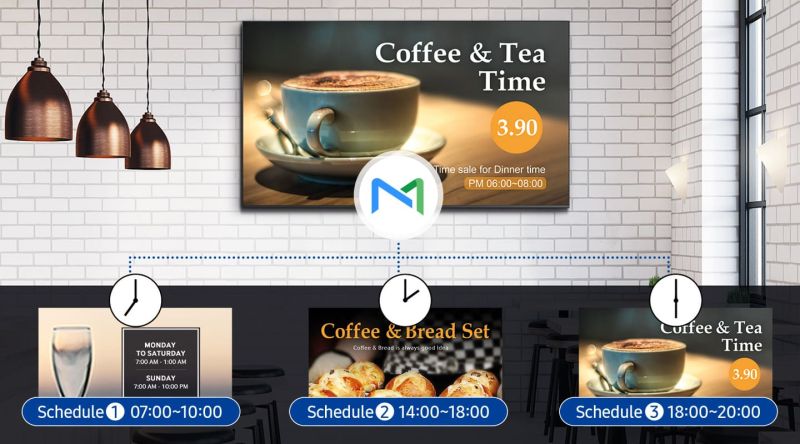 Coffee & Tea
Time
3.90
Time sale for Dinner time
PM 06:00~08:00
MONDAY
TO SATURDAY
7:00 AM - 1:00 AM
SUNDAY
7:00 AM - 10:00 PM
Schedule 1 07:00~10:00
Coffee & Bread Set
Coffee & Bread is always good Idea
Schedule 2 14:00~18:00
Coffee & Tea
Time
3.90
Schedule 3 18:00~20:00